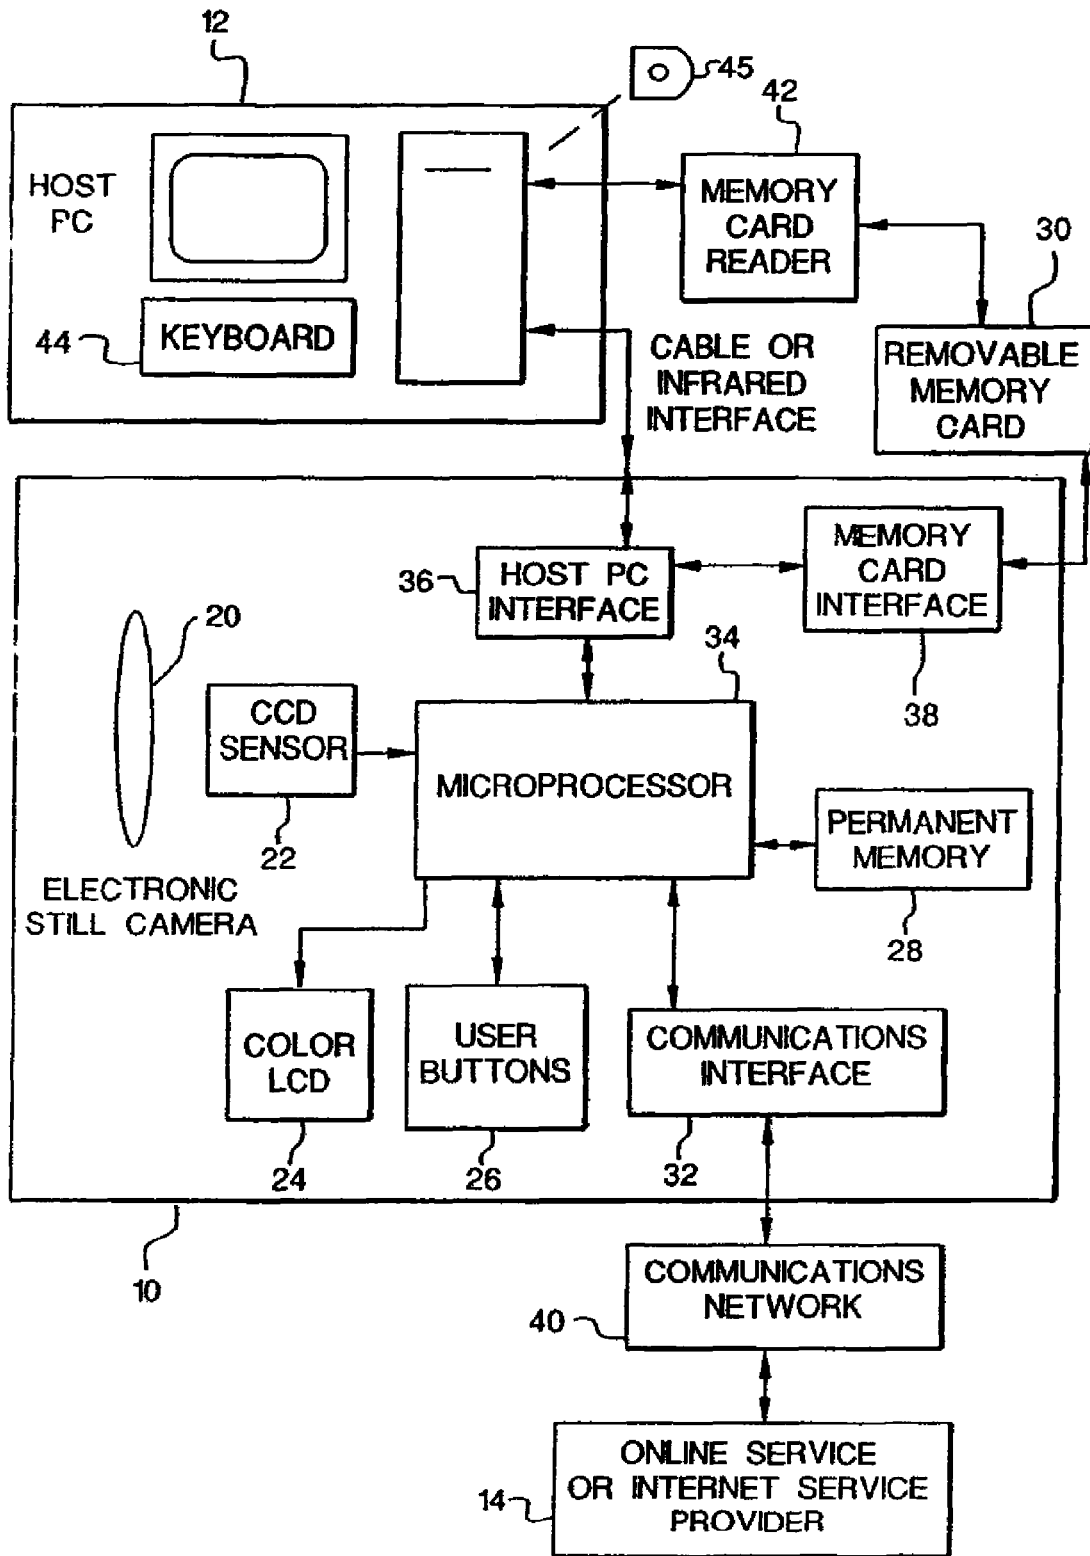 12
45
42
HOST
PC
MEMORY
CARD
READER
30
44
KEYBOARD
CABLE OR
INFRARED
INTERFACE
REMOVABLE
MEMORY
CARD
36
HOST PC
INTERFACE
MEMORY
CARD
INTERFACE
20
34
38
CCD
SENSOR
22
MICROPROCESSOR
PERMANENT
MEMORY
28
ELECTRONIC
STILL CAMERA
COLOR
LCD
24
USER
BUTTONS
26
COMMUNICATIONS
INTERFACE
32
10
COMMUNICATIONS
NETWORK
40
ONLINE SERVICE
OR INTERNET SERVICE
PROVIDER
14